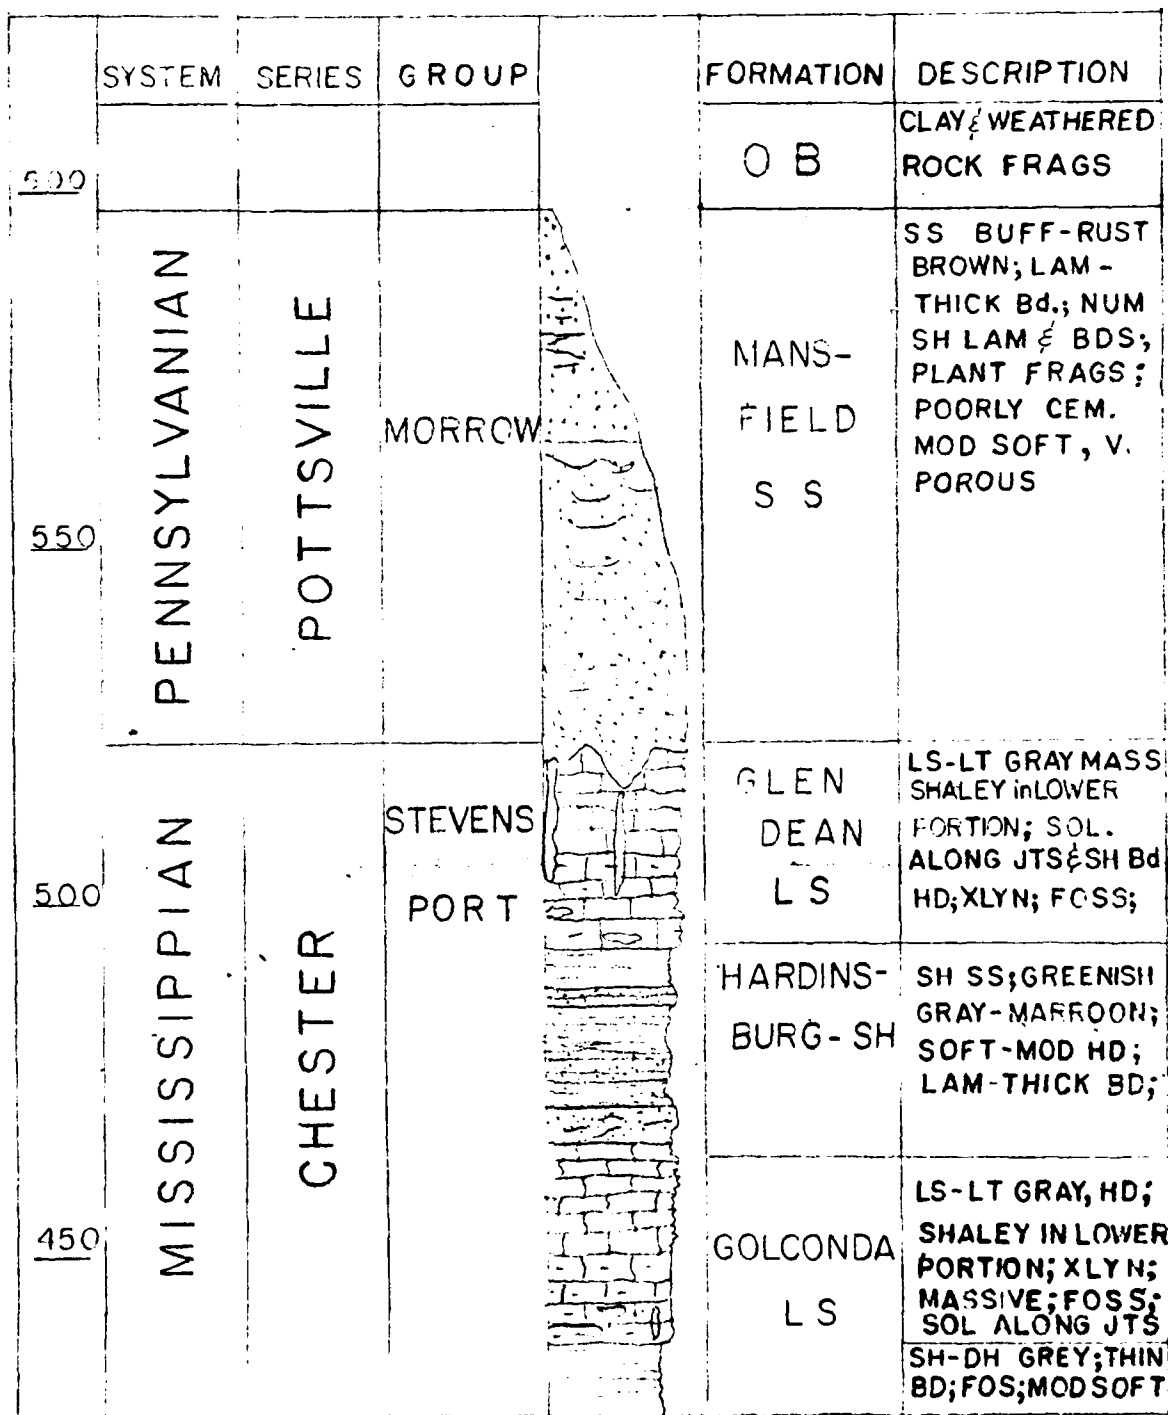 SYSTEM SERIES GROUP FORMATION DESCRIPTION
600
O B
CLAY & WEATHERED
ROCK FRAGS
PENNSYLVANIAN
POTTSVILLE
MORROW
MANS-
FIELD
S S
SS BUFF-RUST
BROWN; LAM-
THICK Bd.; NUM
SH LAM & BDS;
PLANT FRAGS;
POORLY CEM.
MOD SOFT, V.
POROUS
550
MISSISSIPPIAN
CHESTER
STEVENS
PORT
GLEN
DEAN
L S
LS-LT GRAY MASS
SHALEY in LOWER
PORTION; SOL.
ALONG JTS & SH Bd
HD; XLYN; FOSS;
500
HARDINS-
BURG-SH
SH SS; GREENISH
GRAY-MARROON;
SOFT-MOD HD;
LAM-THICK BD;
450
GOLCONDA
L S
LS-LT GRAY, HD;
SHALEY IN LOWER
PORTION; XLYN;
MASSIVE; FOSS;
SOL ALONG JTS
SH-DH GREY; THIN
BD; FOS; MOD SOFT